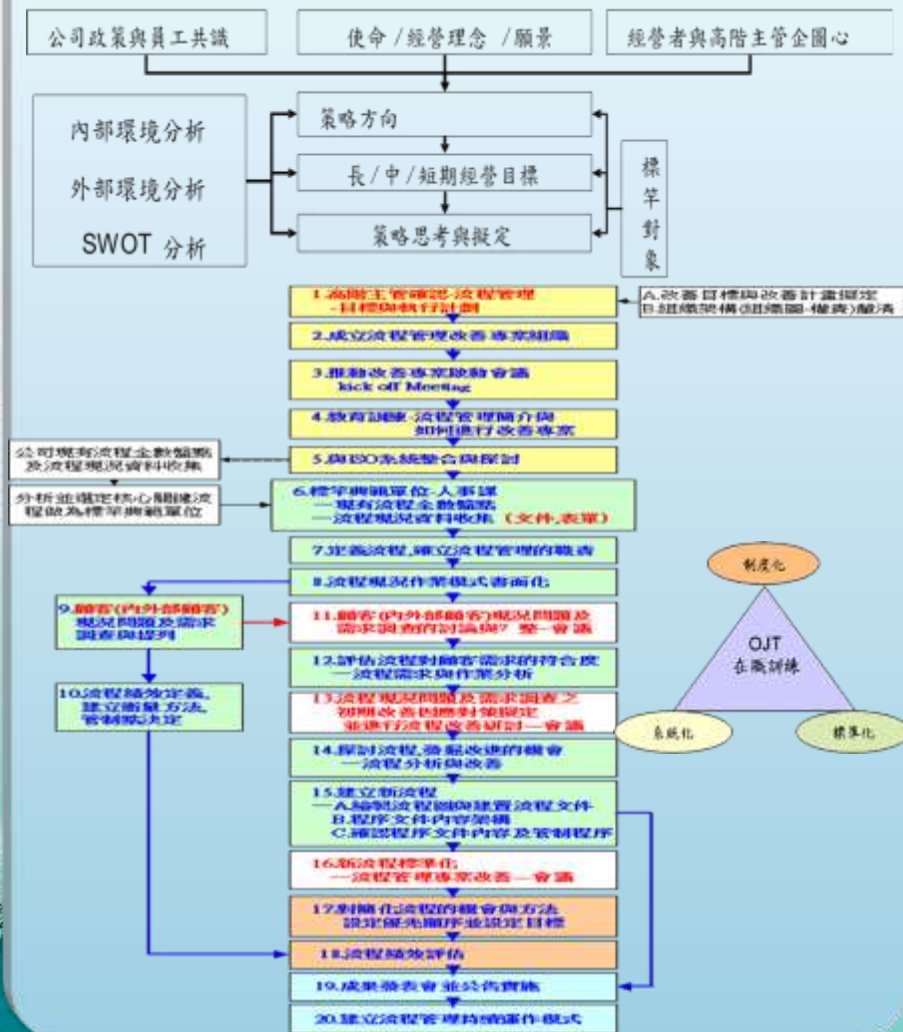 公司政策與員工共識
使命 /經營理念 /願景
經營者與高階主管企圖心
內部環境分析
外部環境分析
SWOT 分析
策略方向
長/中/短期經營目標
策略思考與擬定
標竿對象
1.高階主管確認-流程管理
-目標與執行計劃
A.改善目標與改善計畫擬定
B.組織架構(組織圖-權責)釐清
2.成立流程管理改善專案組織
3.推動改善專案啟動會議
kick off Meeting
4.教育訓練-流程管理簡介與
如何進行改善專案
5.與ISO系統整合與探討
公司現有流程全數盤點
及流程現況資料收集
分析並選定核心關鍵流
程做為標竿典範單位
6.標竿典範單位-人事課
—現有流程全數盤點
—流程現況資料收集 (文件,表單)
7.定義流程,確立流程管理的職責
8.流程現況作業模式書面化
9.顧客(內外部顧客)
現況問題及需求
調查與提列
10.流程績效定義,
建立衡量方法,
管制點決定
11.顧客(內外部顧客)現況問題及
需求調查的討論與? 整—會議
12.評估流程對顧客需求的符合度
—流程需求與作業分析
13.流程現況問題及需求調查之
初期改善因應對策擬定
並進行流程改善研討—會議
14.探討流程,發掘改進的機會
—流程分析與改善
15.建立新流程
—A.繪製流程圖與建置流程文件
B.程序文件內容架構
C.確認程序文件內容及管制程序
16.新流程標準化
—流程管理專案改善—會議
17.對簡化流程的機會與方法
設定優先順序並設定目標
18.流程績效評估
19.成果發表會並公告實施
20.建立流程管理持續運作模式
制度化
OJT
在職訓練
系統化
標準化